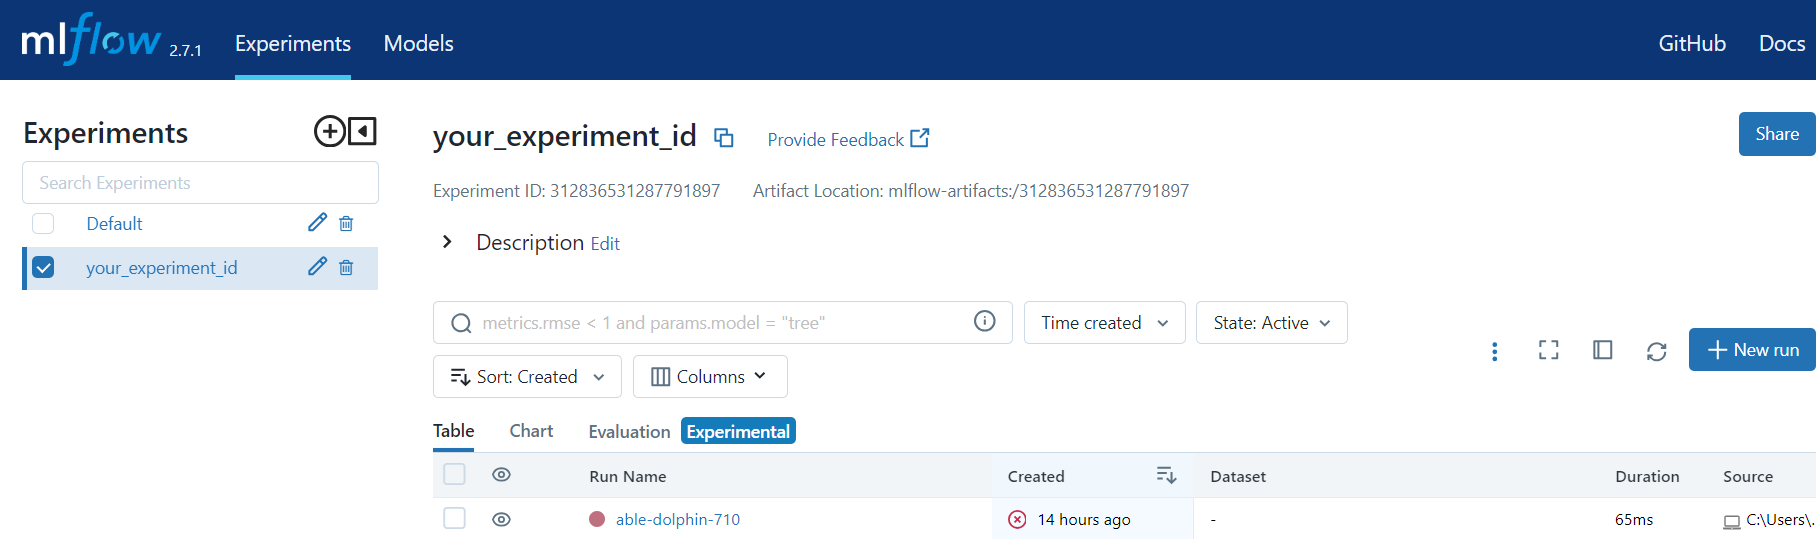 mlflow 2.7.1 Experiments Models GitHub Docs
Experiments
Search Experiments
Default
your_experiment_id
your_experiment_id Provide Feedback Share
Experiment ID: 312836531287791897 Artifact Location: mlflow-artifacts:/312836531287791897
Description Edit
metrics.rmse < 1 and params.model = "tree" Time created State: Active
New run
Sort: Created Columns
Table Chart Evaluation Experimental
Run Name Created Dataset Duration Source
able-dolphin-710 14 hours ago - 65ms C:\Users\.